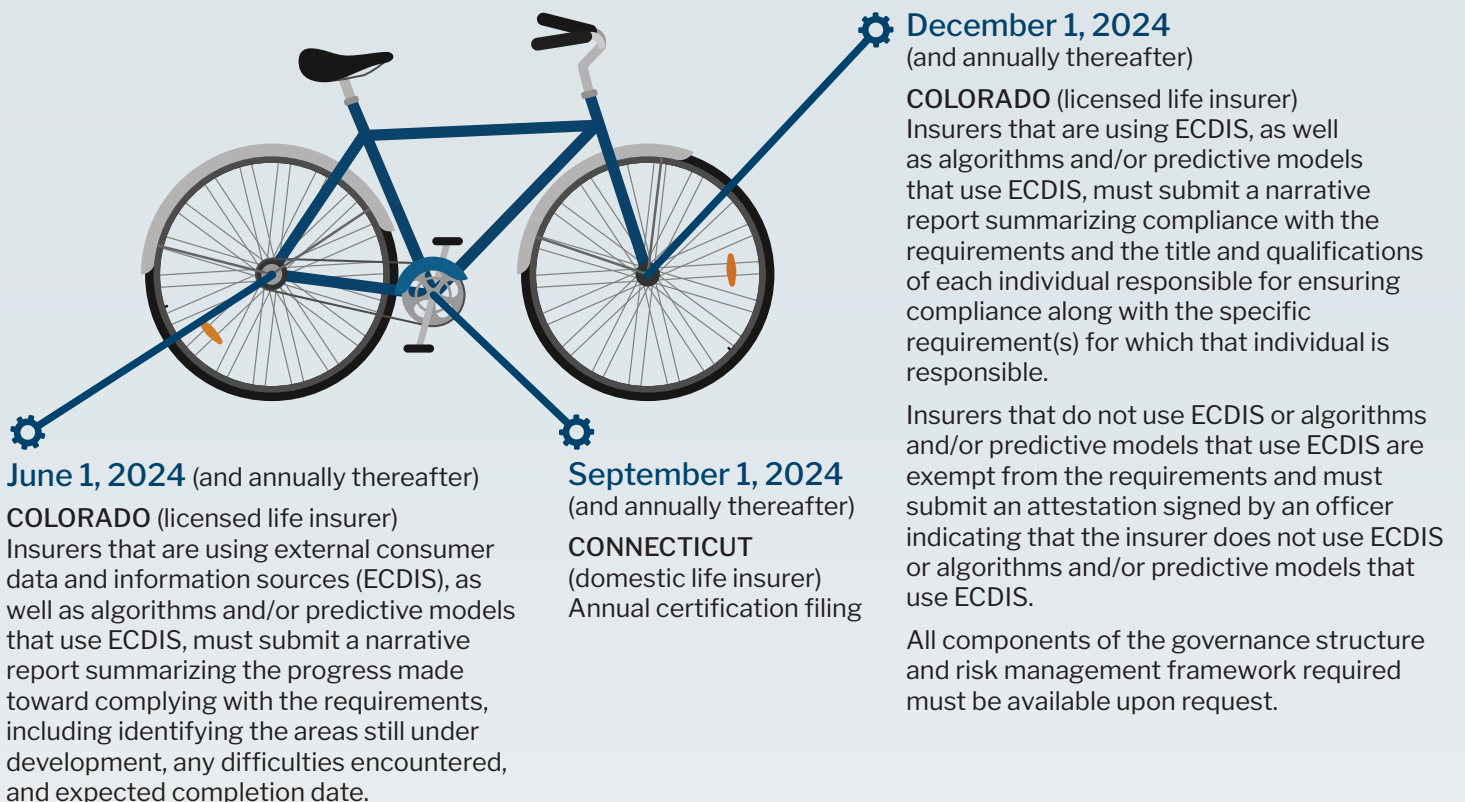 June 1, 2024 (and annually thereafter)
COLORADO (licensed life insurer)
Insurers that are using external consumer
data and information sources (ECDIS), as
well as algorithms and/or predictive models
that use ECDIS, must submit a narrative
report summarizing the progress made
toward complying with the requirements,
including identifying the areas still under
development, any difficulties encountered,
and expected completion date.
September 1, 2024
(and annually thereafter)
CONNECTICUT
(domestic life insurer)
Annual certification filing
December 1, 2024
(and annually thereafter)
COLORADO (licensed life insurer)
Insurers that are using ECDIS, as well
as algorithms and/or predictive models
that use ECDIS, must submit a narrative
report summarizing compliance with the
requirements and the title and qualifications
of each individual responsible for ensuring
compliance along with the specific
requirement(s) for which that individual is
responsible.
Insurers that do not use ECDIS or algorithms
and/or predictive models that use ECDIS are
exempt from the requirements and must
submit an attestation signed by an officer
indicating that the insurer does not use ECDIS
or algorithms and/or predictive models that
use ECDIS.
All components of the governance structure
and risk management framework required
must be available upon request.